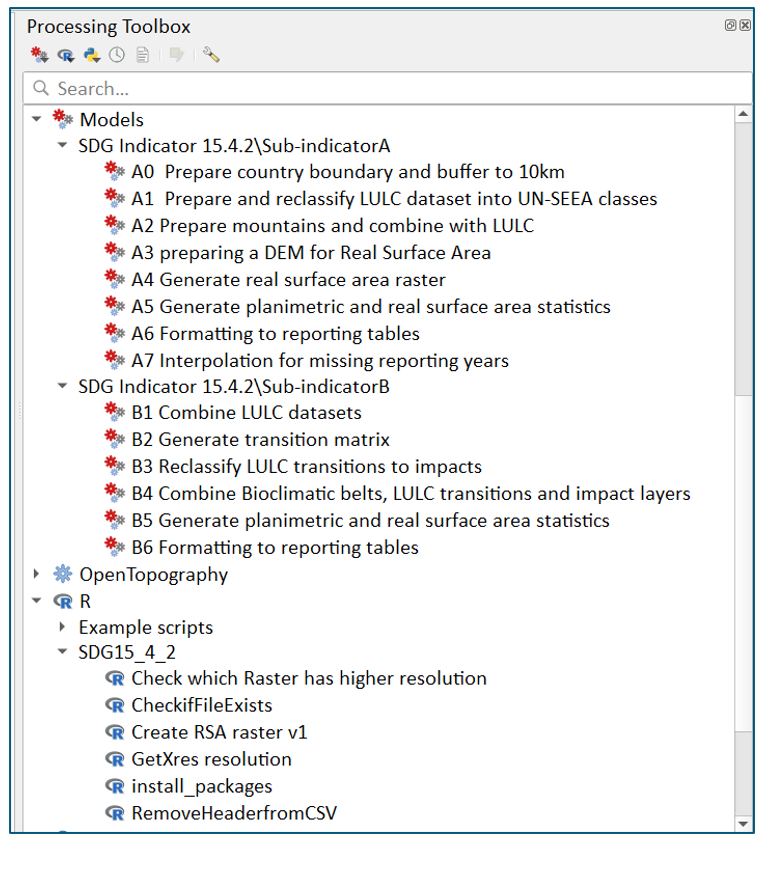 Processing Toolbox
Search...
Models
SDG Indicator 15.4.2\Sub-indicatorA
A0  Prepare country boundary and buffer to 10km
A1  Prepare and reclassify LULC dataset into UN-SEEA classes
A2 Prepare mountains and combine with LULC
A3 preparing a DEM for Real Surface Area
A4 Generate real surface area raster
A5 Generate planimetric and real surface area statistics
A6 Formatting to reporting tables
A7 Interpolation for missing reporting years
SDG Indicator 15.4.2\Sub-indicatorB
B1 Combine LULC datasets
B2 Generate transition matrix
B3 Reclassify LULC transitions to impacts
B4 Combine Bioclimatic belts, LULC transitions and impact layers
B5 Generate planimetric and real surface area statistics
B6 Formatting to reporting tables
OpenTopography
R
Example scripts
SDG15_4_2
Check which Raster has higher resolution
CheckifFileExists
Create RSA raster v1
GetXres resolution
install_packages
RemoveHeaderfromCSV